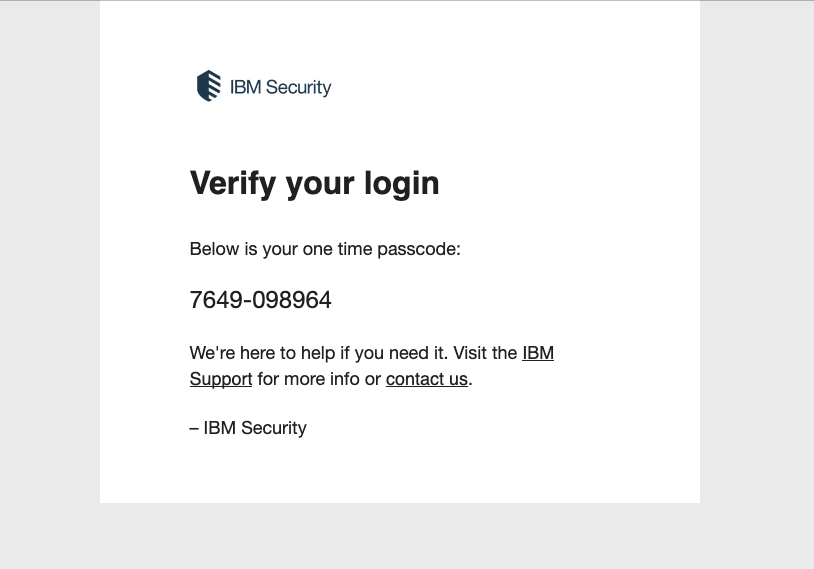 IBM Security
Verify your login
Below is your one time passcode:
7649-098964
We're here to help if you need it. Visit the IBM
Support for more info or contact us.
– IBM Security